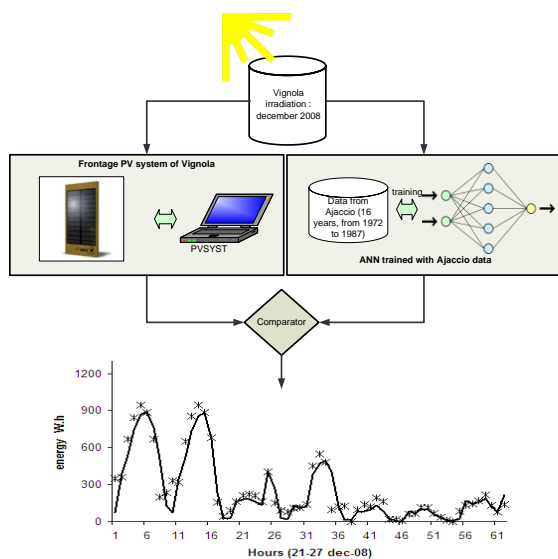 Vignola
irradiation :
december 2008
Frontage PV system of Vignola
PVSYST
Data from
Ajaccio (16
years, from 1972
to 1987)
training
ANN trained with Ajaccio data
Comparator
energy W.h
1200
900
600
300
0
1 6 11 16 21 26 31 36 41 46 51 56 61
Hours (21-27 dec-08)